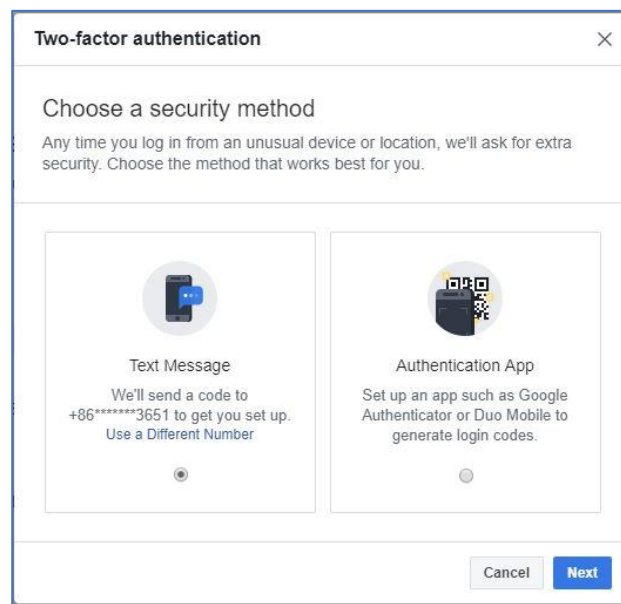 Two-factor authentication
Choose a security method
Any time you log in from an unusual device or location, we'll ask for extra
security. Choose the method that works best for you.
Text Message
We'll send a code to
+86*******3651 to get you set up.
Use a Different Number
Authentication App
Set up an app such as Google
Authenticator or Duo Mobile to
generate login codes.
Cancel
Next